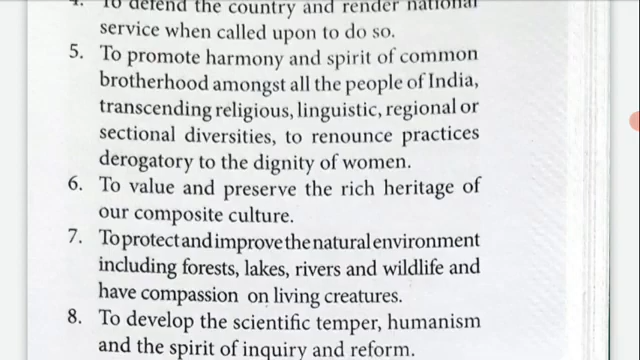 4. To defend the country and render national
service when called upon to do so.
5. To promote harmony and spirit of common
brotherhood amongst all the people of India,
transcending religious, linguistic, regional or
sectional diversities, to renounce practices
derogatory to the dignity of women.
6. To value and preserve the rich heritage of
our composite culture.
7. To protect and improve the natural environment
including forests, lakes, rivers and wildlife and
have compassion on living creatures.
8. To develop the scientific temper, humanism
and the spirit of inquiry and reform.